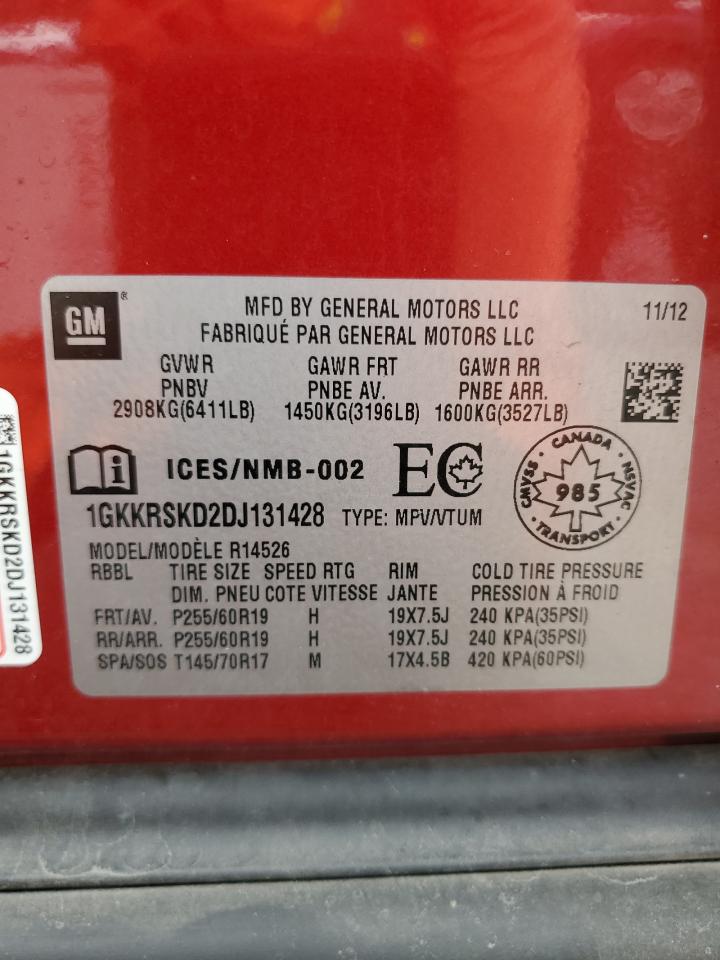 GM®
MFD BY GENERAL MOTORS LLC
11/12
FABRIQUÉ PAR GENERAL MOTORS LLC
GVWR GAWR FRT GAWR RR
PNBV PNBE AV. PNBE ARR.
2908KG(6411LB) 1450KG(3196LB) 1600KG(3527LB)
i ICES/NMB-002 EC
CANADA
CMVSS 985 NSVAC
TRANSPORT
1GKKRSKD2DJ131428 TYPE: MPV/VTUM
MODEL/MODÈLE R14526
RBBL TIRE SIZE SPEED RTG RIM COLD TIRE PRESSURE
DIM. PNEU COTE VITESSE JANTE PRESSION À FROID
FRT/AV. P255/60R19 H 19X7.5J 240 KPA(35PSI)
RR/ARR. P255/60R19 H 19X7.5J 240 KPA(35PSI)
SPA/SOS T145/70R17 M 17X4.5B 420 KPA(60PSI)
1GKKRSKD2DJ131428